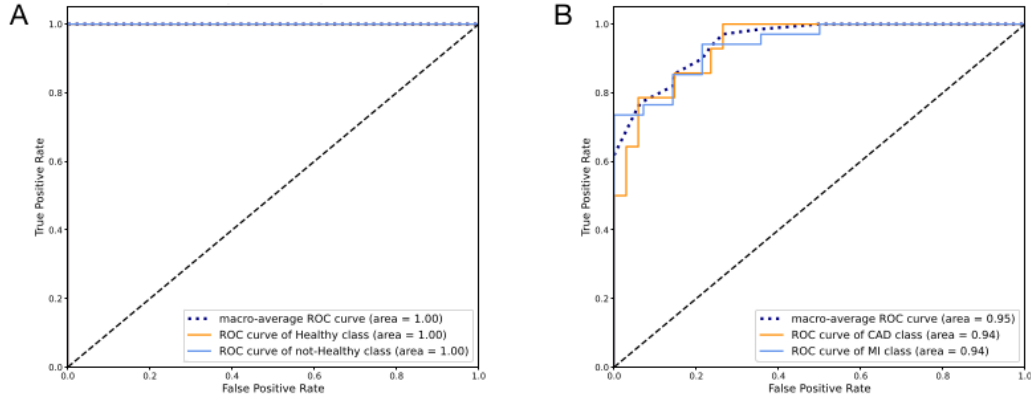 A
True Positive Rate
1.0
0.8
0.6
0.4
0.2
0.0
0.0 0.2 0.4 0.6 0.8 1.0
False Positive Rate
macro-average ROC curve (area = 1.00)
ROC curve of Healthy class (area = 1.00)
ROC curve of not-Healthy class (area = 1.00)
B
True Positive Rate
1.0
0.8
0.6
0.4
0.2
0.0
0.0 0.2 0.4 0.6 0.8 1.0
False Positive Rate
macro-average ROC curve (area = 0.95)
ROC curve of CAD class (area = 0.94)
ROC curve of MI class (area = 0.94)